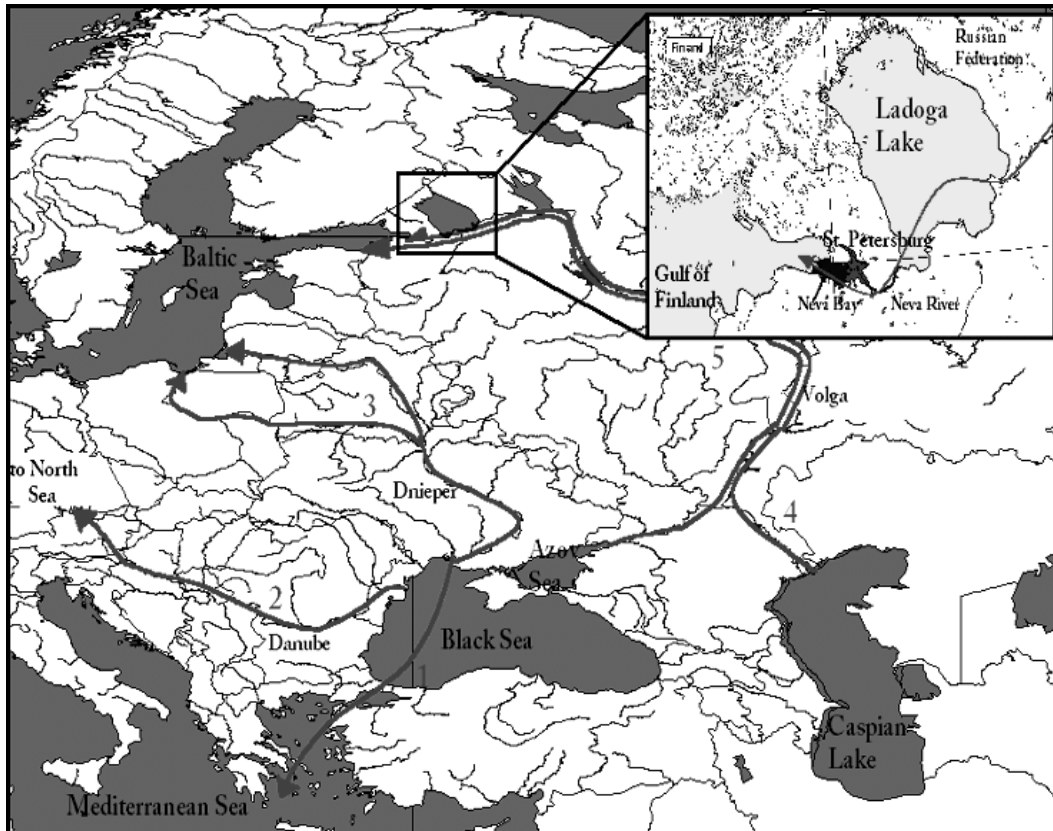 Finland
Russian
Féderation
Ladoga
Lake
St. Petersburg
Gulf of
Finland
Neva Bay
Neva River
Baltic
Sea
5
Volga
3
to North
Sea
Dnieper
4
Azov
Sea
2
Danube
Black Sea
1
Caspian
Lake
Mediterranean Sea